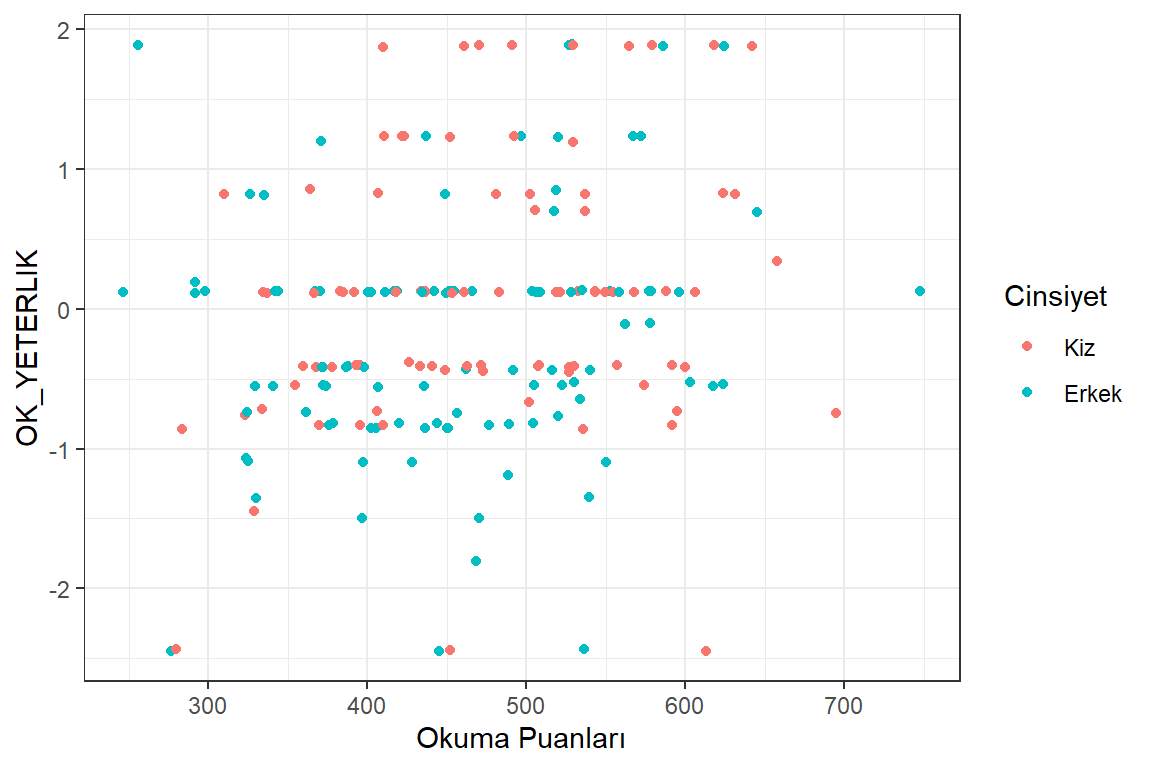 2
1
0
-1
-2
OK_YETERLIK
300 400 500 600 700
Okuma Puanları
Cinsiyet
Kiz
Erkek